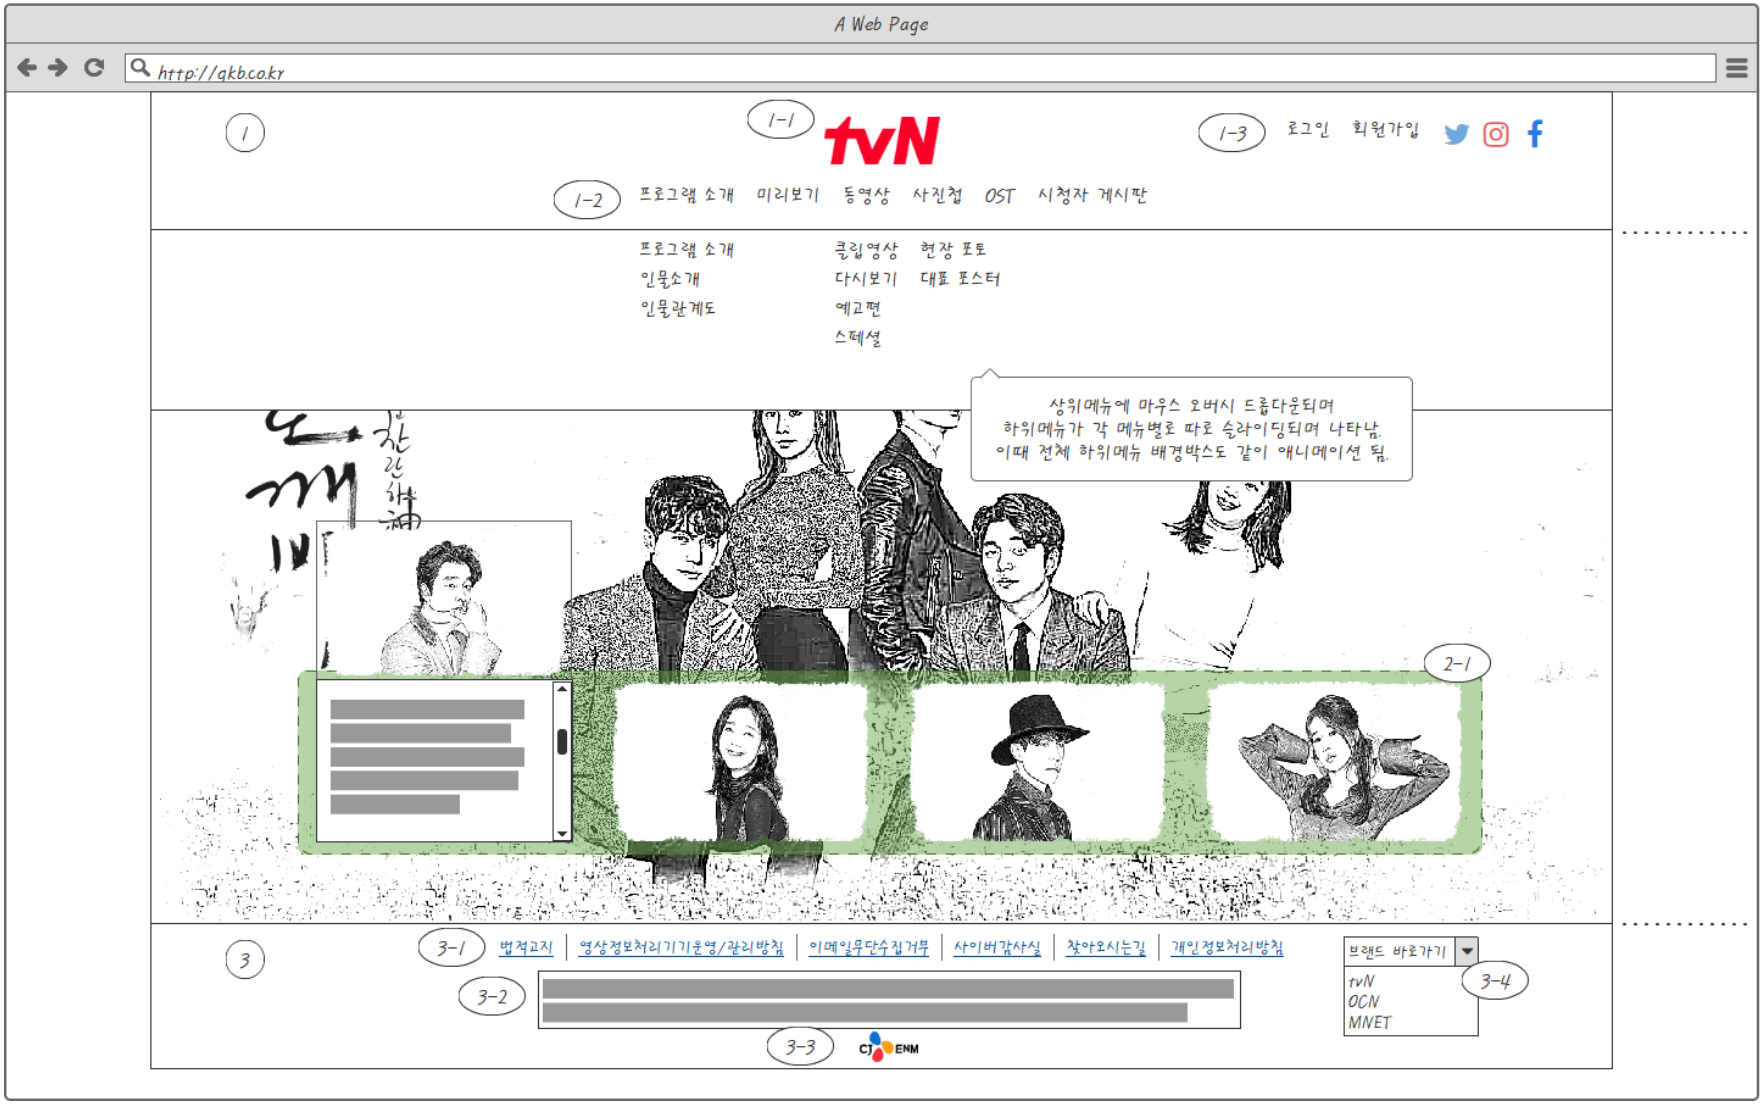 A Web Page
http://qkb.co.kr
1
1-1
tvN
1-3
로그인 회원가입
1-2
프로그램 소개 미리보기 동영상 사진첩 OST 시청자 게시판
프로그램 소개 클립영상 현장 포토
인물소개 다시보기 대표 포스터
인물관계도 예고편
스페셜
상위메뉴에 마우스 오버시 드롭다운되며
하위메뉴가 각 메뉴별로 따로 슬라이딩되며 나타남.
이때 전체 하위메뉴 배경박스도 같이 애니메이션 됨.
찬란하神
깨
2-1
3
3-1
법적고지 영상정보처리기기운영/관리방침 이메일무단수집거부 사이버감사실 찾아오시는길 개인정보처리방침
브랜드 바로가기
3-4
tvN
OCN
MNET
3-2
3-3
CJ ENM